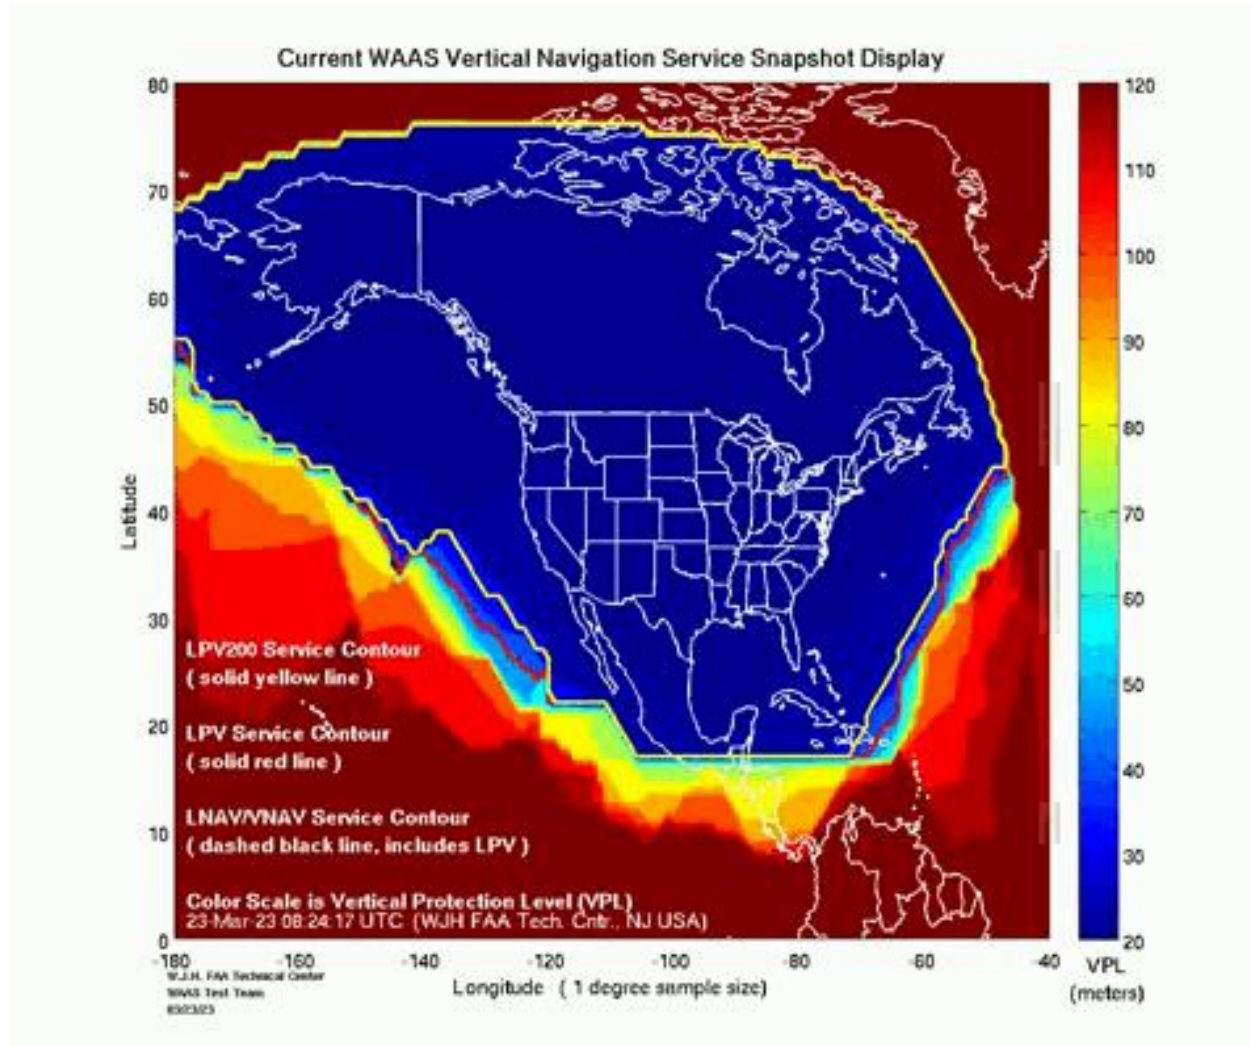 Current WAAS Vertical Navigation Service Snapshot Display
80
70
60
50
40
30
20
10
0
Latitude
LPV200 Service Contour
( solid yellow line )
LPV Service Contour
( solid red line )
LNAV/VNAV Service Contour
( dashed black line, includes LPV )
Color Scale is Vertical Protection Level (VPL)
23-Mar-23 08:24:17 UTC (WJH FAA Tech. Cntr., NJ USA)
-180 -160 -140 -120 -100 -80 -60 -40
Longitude ( 1 degree sample size)
W.J.H. FAA Technical Center
WAAS Test Team
03/23/23
120
110
100
90
80
70
60
50
40
30
20
VPL
(meters)